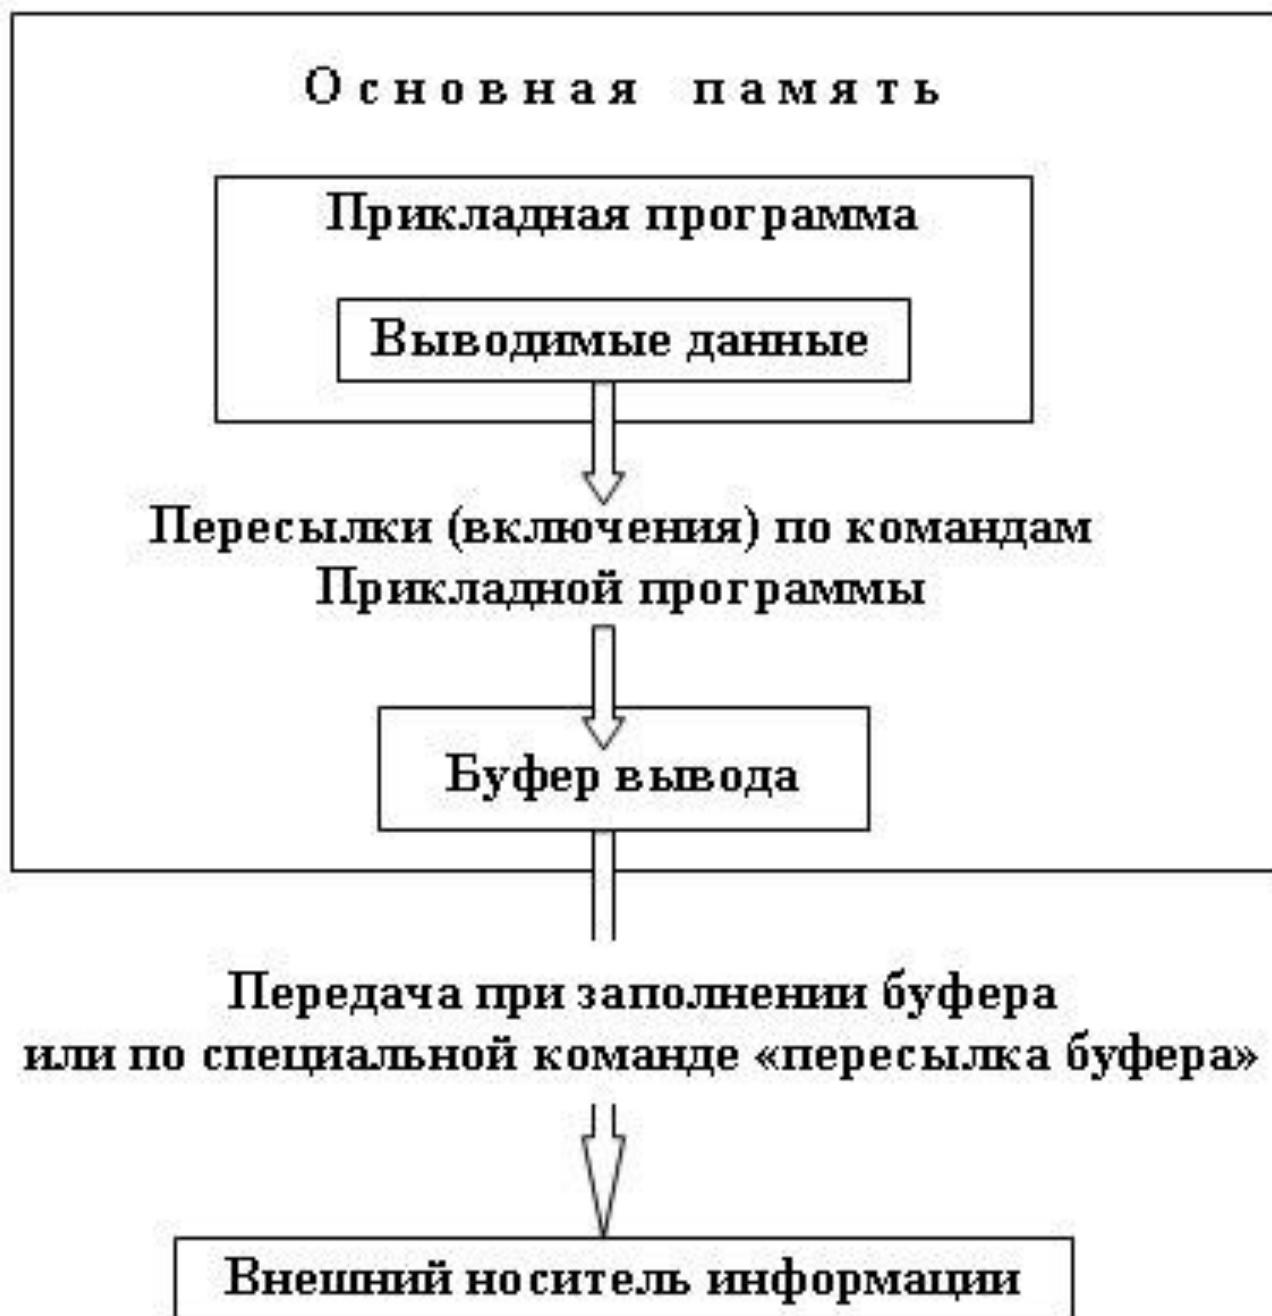 Основная память
Прикладная программа
Выводимые данные
Пересылки (включения) по командам
Прикладной программы
Буфер вывода
Передача при заполнении буфера
или по специальной команде «пересылка буфера»
Внешний носитель информации